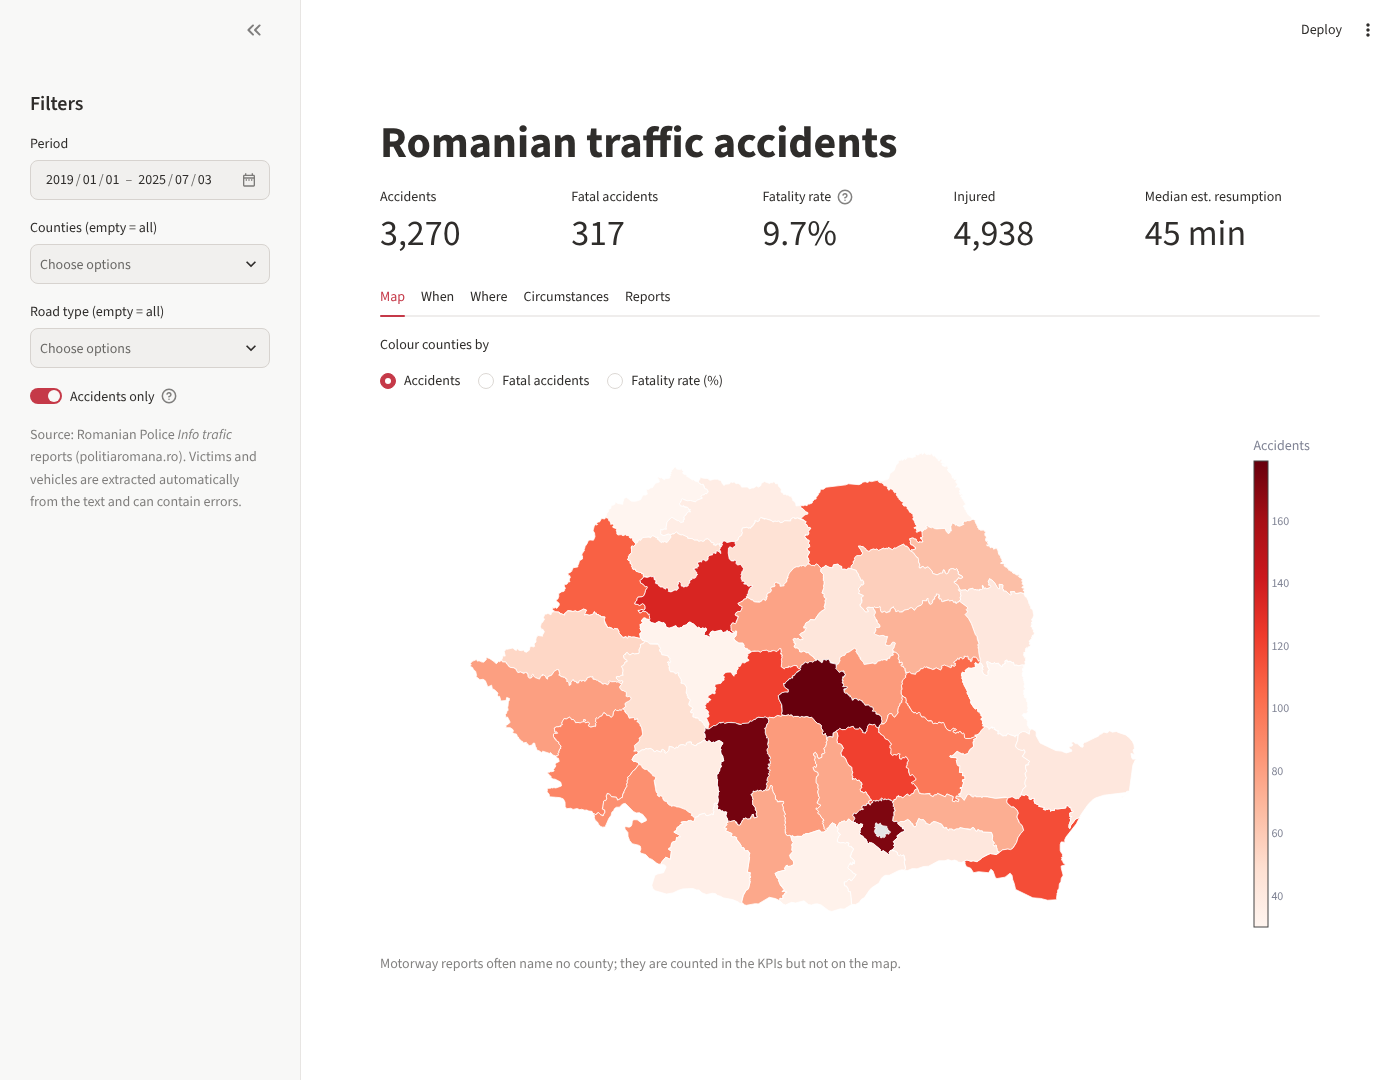 Deploy
Filters
Period
2019 / 01 / 01 – 2025 / 07 / 03
Counties (empty = all)
Choose options
Road type (empty = all)
Choose options
Accidents only
Source: Romanian Police Info trafic
reports (politiaromana.ro). Victims and
vehicles are extracted automatically
from the text and can contain errors.
Romanian traffic accidents
Accidents
3,270
Fatal accidents
317
Fatality rate
9.7%
Injured
4,938
Median est. resumption
45 min
Map When Where Circumstances Reports
Colour counties by
Accidents Fatal accidents Fatality rate (%)
Accidents
160
140
120
100
80
60
40
Motorway reports often name no county; they are counted in the KPIs but not on the map.